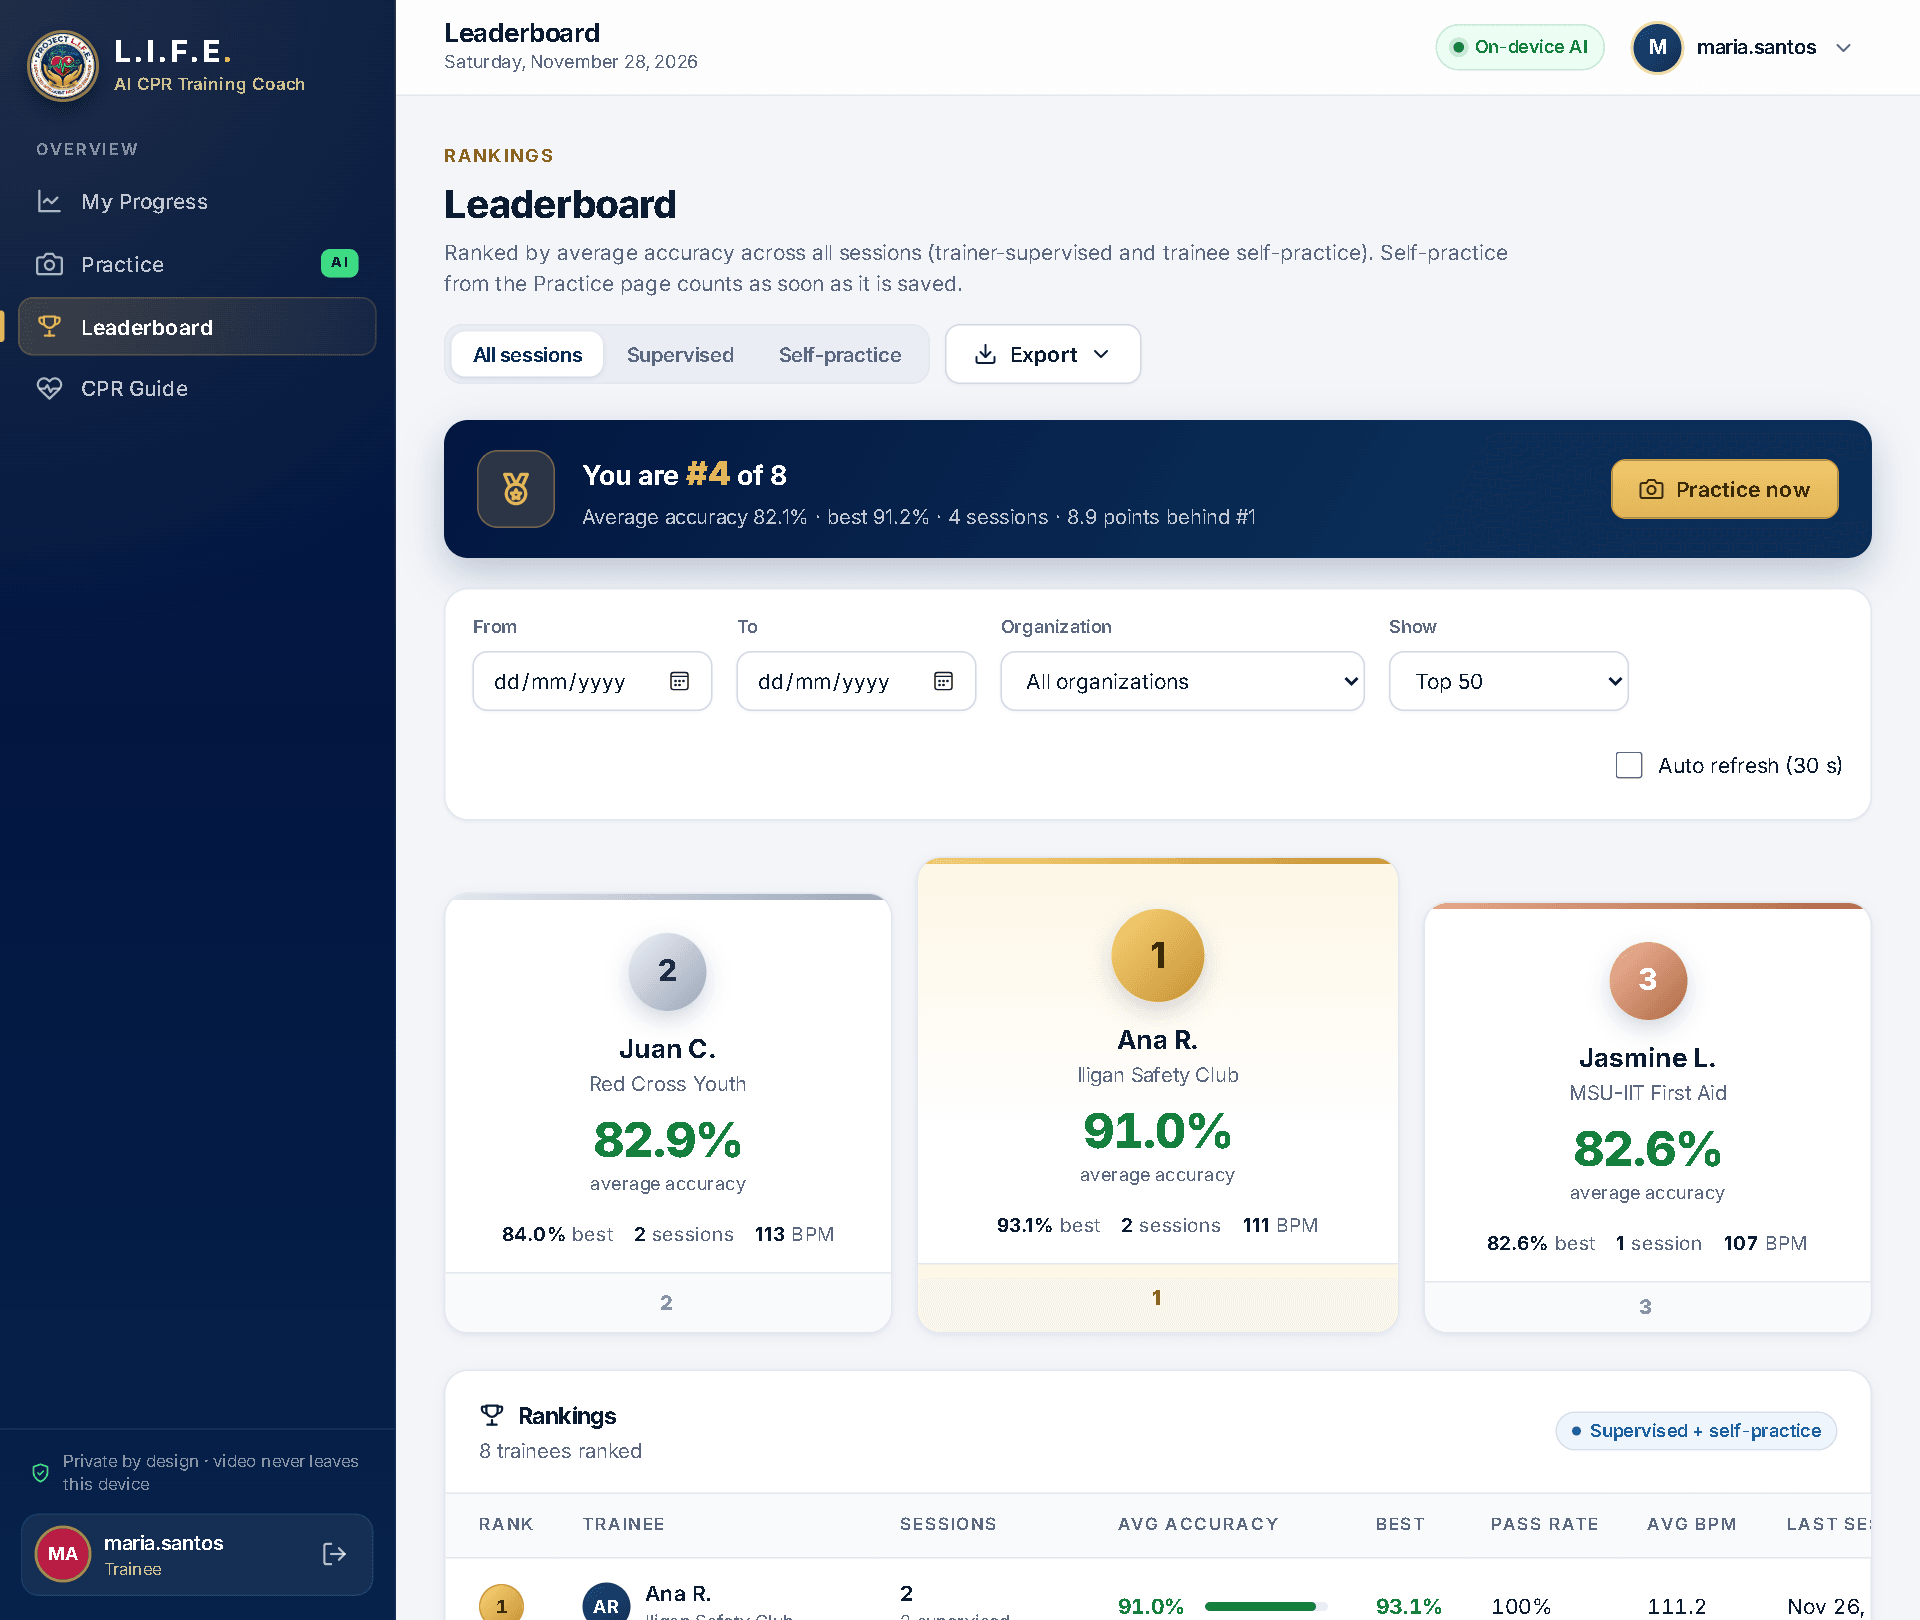 L.I.F.E.
AI CPR Training Coach
OVERVIEW
My Progress
Practice
AI
Leaderboard
CPR Guide
Private by design · video never leaves
this device
MA
maria.santos
Trainee
Leaderboard
Saturday, November 28, 2026
On-device AI
M
maria.santos
RANKINGS
Leaderboard
Ranked by average accuracy across all sessions (trainer-supervised and trainee self-practice). Self-practice
from the Practice page counts as soon as it is saved.
All sessions
Supervised
Self-practice
Export
You are #4 of 8
Average accuracy 82.1% · best 91.2% · 4 sessions · 8.9 points behind #1
Practice now
From
To
Organization
Show
dd/mm/yyyy
dd/mm/yyyy
All organizations
Top 50
Auto refresh (30 s)
2
Juan C.
Red Cross Youth
82.9%
average accuracy
84.0% best 2 sessions 113 BPM
2
1
Ana R.
Iligan Safety Club
91.0%
average accuracy
93.1% best 2 sessions 111 BPM
1
3
Jasmine L.
MSU-IIT First Aid
82.6%
average accuracy
82.6% best 1 session 107 BPM
3
Rankings
8 trainees ranked
Supervised + self-practice
RANK TRAINEE SESSIONS AVG ACCURACY BEST PASS RATE AVG BPM LAST
1 AR Ana R. 2 91.0% 93.1% 100% 111.2 Nov 26,